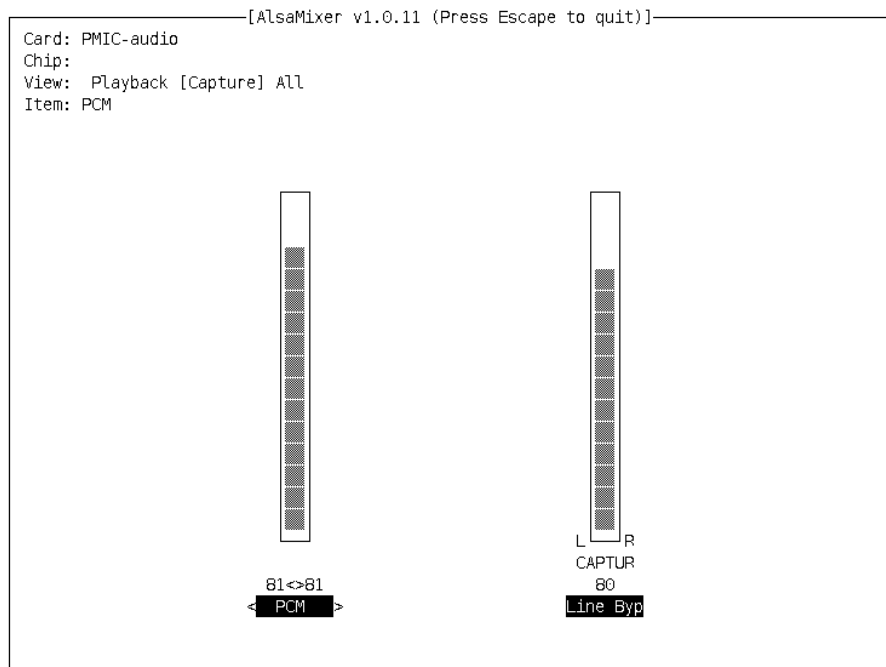 [AlsaMixer v1.0.11 (Press Escape to quit)]
Card: PMIC-audio
Chip:
View:  Playback [Capture] All
Item: PCM
L R
CAPTUR
81<>81 80
< PCM > Line Byp